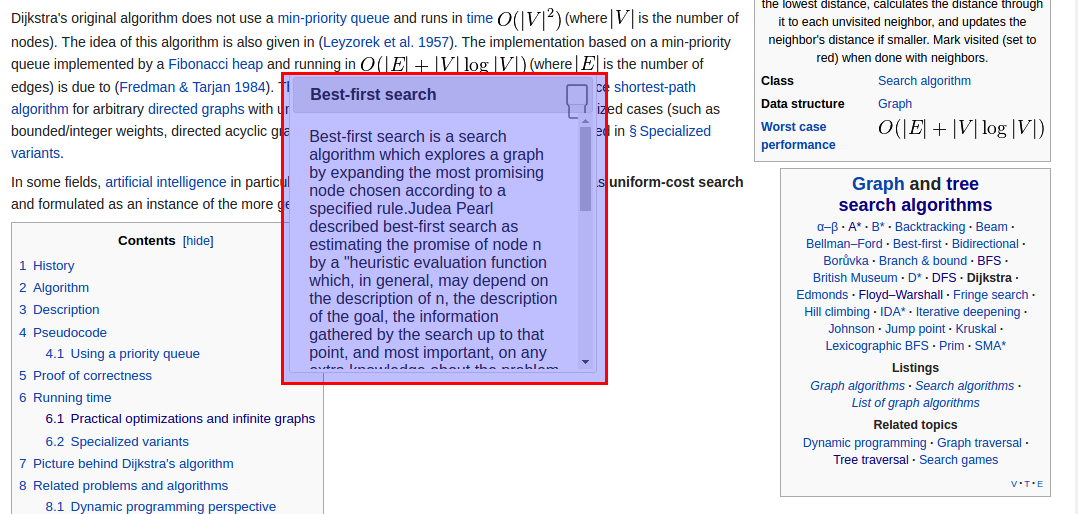 Dijkstra's original algorithm does not use a min-priority queue and runs in time O(|V|²) (where |V| is the number of
nodes). The idea of this algorithm is also given in (Leyzorek et al. 1957). The implementation based on a min-priority
queue implemented by a Fibonacci heap and running in O(|E| + |V| log |V|) (where |E| is the number of
edges) is due to (Fredman & Tarjan 1984). shortest-path
algorithm for arbitrary directed graphs with cases (such as
bounded/integer weights, directed acyclic in § Specialized
variants.
In some fields, artificial intelligence in uniform-cost search
and formulated as an instance of the more
Best-first search
Best-first search is a search
algorithm which explores a graph
by expanding the most promising
node chosen according to a
specified rule.Judea Pearl
described best-first search as
estimating the promise of node n
by a "heuristic evaluation function
which, in general, may depend on
the description of n, the description
of the goal, the information
gathered by the search up to that
point, and most important, on any
extra knowledge about the problem
Contents [hide]
1 History
2 Algorithm
3 Description
4 Pseudocode
4.1 Using a priority queue
5 Proof of correctness
6 Running time
6.1 Practical optimizations and infinite graphs
6.2 Specialized variants
7 Picture behind Dijkstra's algorithm
8 Related problems and algorithms
8.1 Dynamic programming perspective
the lowest distance, calculates the distance through
it to each unvisited neighbor, and updates the
neighbor's distance if smaller. Mark visited (set to
red) when done with neighbors.
Class Search algorithm
Data structure Graph
Worst case O(|E| + |V| log |V|)
performance
Graph and tree
search algorithms
α–β · A* · B* · Backtracking · Beam ·
Bellman–Ford · Best-first · Bidirectional ·
Borůvka · Branch & bound · BFS ·
British Museum · D* · DFS · Dijkstra ·
Edmonds · Floyd–Warshall · Fringe search ·
Hill climbing · IDA* · Iterative deepening ·
Johnson · Jump point · Kruskal ·
Lexicographic BFS · Prim · SMA*
Listings
Graph algorithms · Search algorithms ·
List of graph algorithms
Related topics
Dynamic programming · Graph traversal ·
Tree traversal · Search games
V · T · E